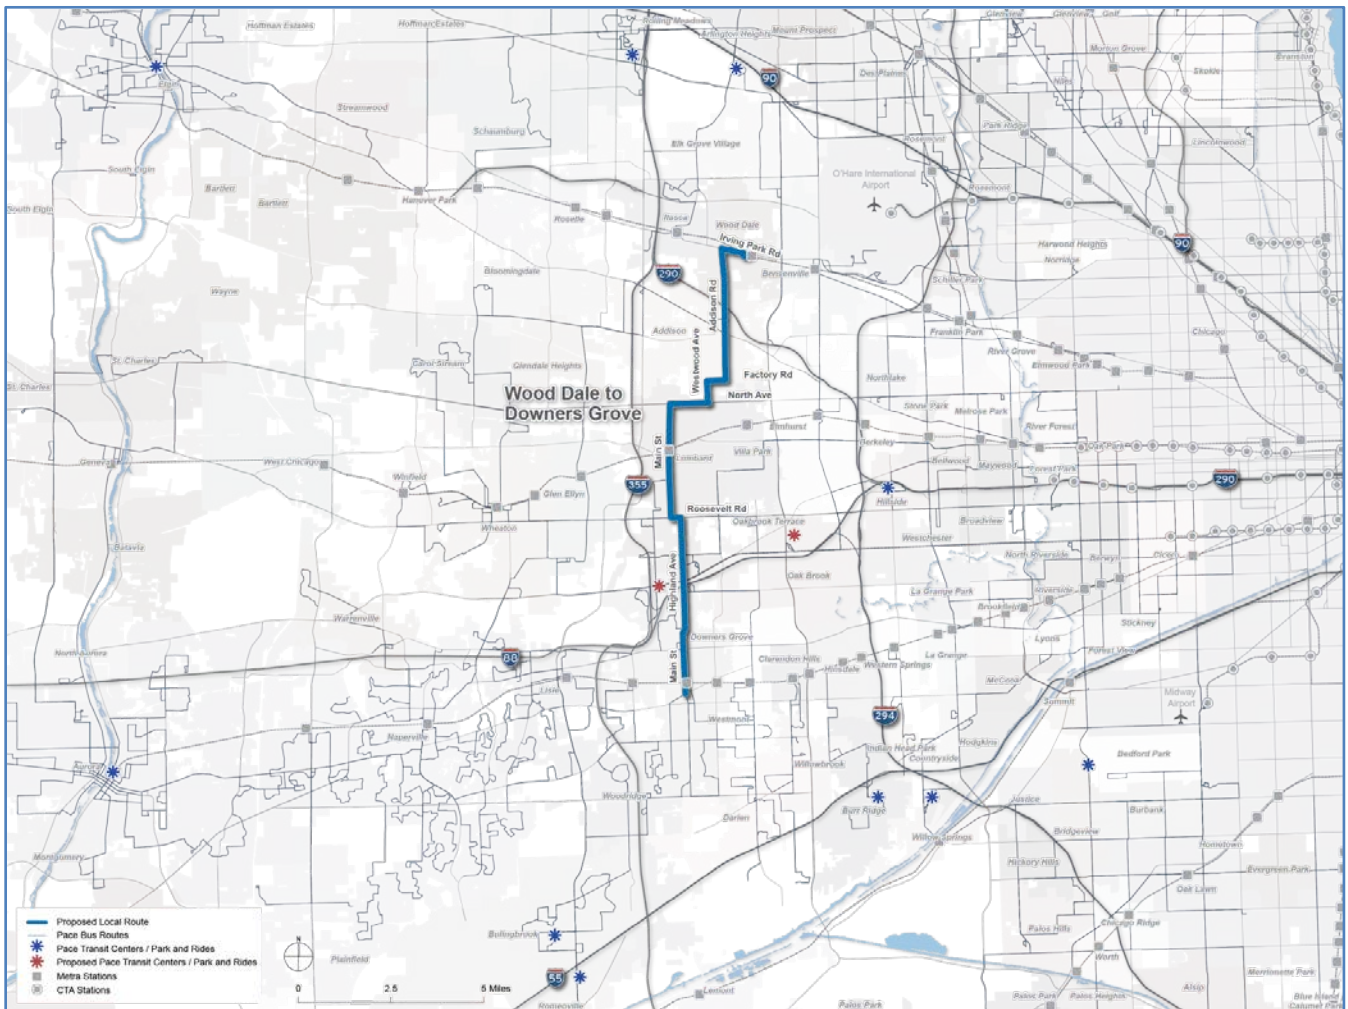 Hoffman Estates
Hoffman Estates
Rolling Meadows
Arlington Heights
Mount Prospect
Glenview
Glenview
Golf
Morton Grove
Skokie
Evanston
Elgin
90
Des Plaines
Niles
Streamwood
Schaumburg
Elk Grove Village
Rosemont
Park Ridge
Lincolnwood
South Elgin
Bartlett
Bartlett
Hanover Park
O'Hare International
Airport
Rosemont
South Elgin
Roselle
Itasca
Wood Dale
Irving Park Rd
Harwood Heights
Norridge
90
Bloomingdale
290
Bensenville
Schiller Park
Wayne
Addison Rd
Addison
Westwood Ave
Franklin Park
Chicago
River Grove
Elmwood Park
St. Charles
Carol Stream
Glendale Heights
St. Charles
Factory Rd
Northlake
Wood Dale to
Downers Grove
North Ave
Stone Park
Melrose Park
River Forest
Elmhurst
Berkeley
Oak Park
Main St
Lombard
Villa Park
Bellwood
Maywood
Forest Park
Geneva
West Chicago
Winfield
Glen Ellyn
355
290
Hillside
Wheaton
Roosevelt Rd
Oakbrook Terrace
Broadview
Westchester
North Riverside
Berwyn
Cicero
Batavia
Highland Ave
Oak Brook
La Grange Park
Riverside
Brookfield
Warrenville
Stickney
Lyons
Downers Grove
North Aurora
88
Main St
Clarendon Hills
Hinsdale
Western Springs
La Grange
Forest View
McCook
Lisle
Summit
Midway
Airport
Westmont
294
Naperville
Indian Head Park
Countryside
Hodgkins
Bedford Park
Willowbrook
Aurora
Woodridge
Burr Ridge
Justice
Burbank
Darien
Willow Springs
Bridgeview
Hometown
Montgomery
Hickory Hills
Evergreen Park
Oak Lawn
Chicago Ridge
Palos Hills
Bolingbrook
Worth
Plainfield
55
Merrionette Park
Alsip
Romeoville
Lemont
Palos Park
Palos Park
Palos Heights
Blue Island
Calumet Park
Proposed Local Route
Pace Bus Routes
Pace Transit Centers / Park and Rides
Proposed Pace Transit Centers / Park and Rides
Metra Stations
CTA Stations
N
0 2.5 5 Miles